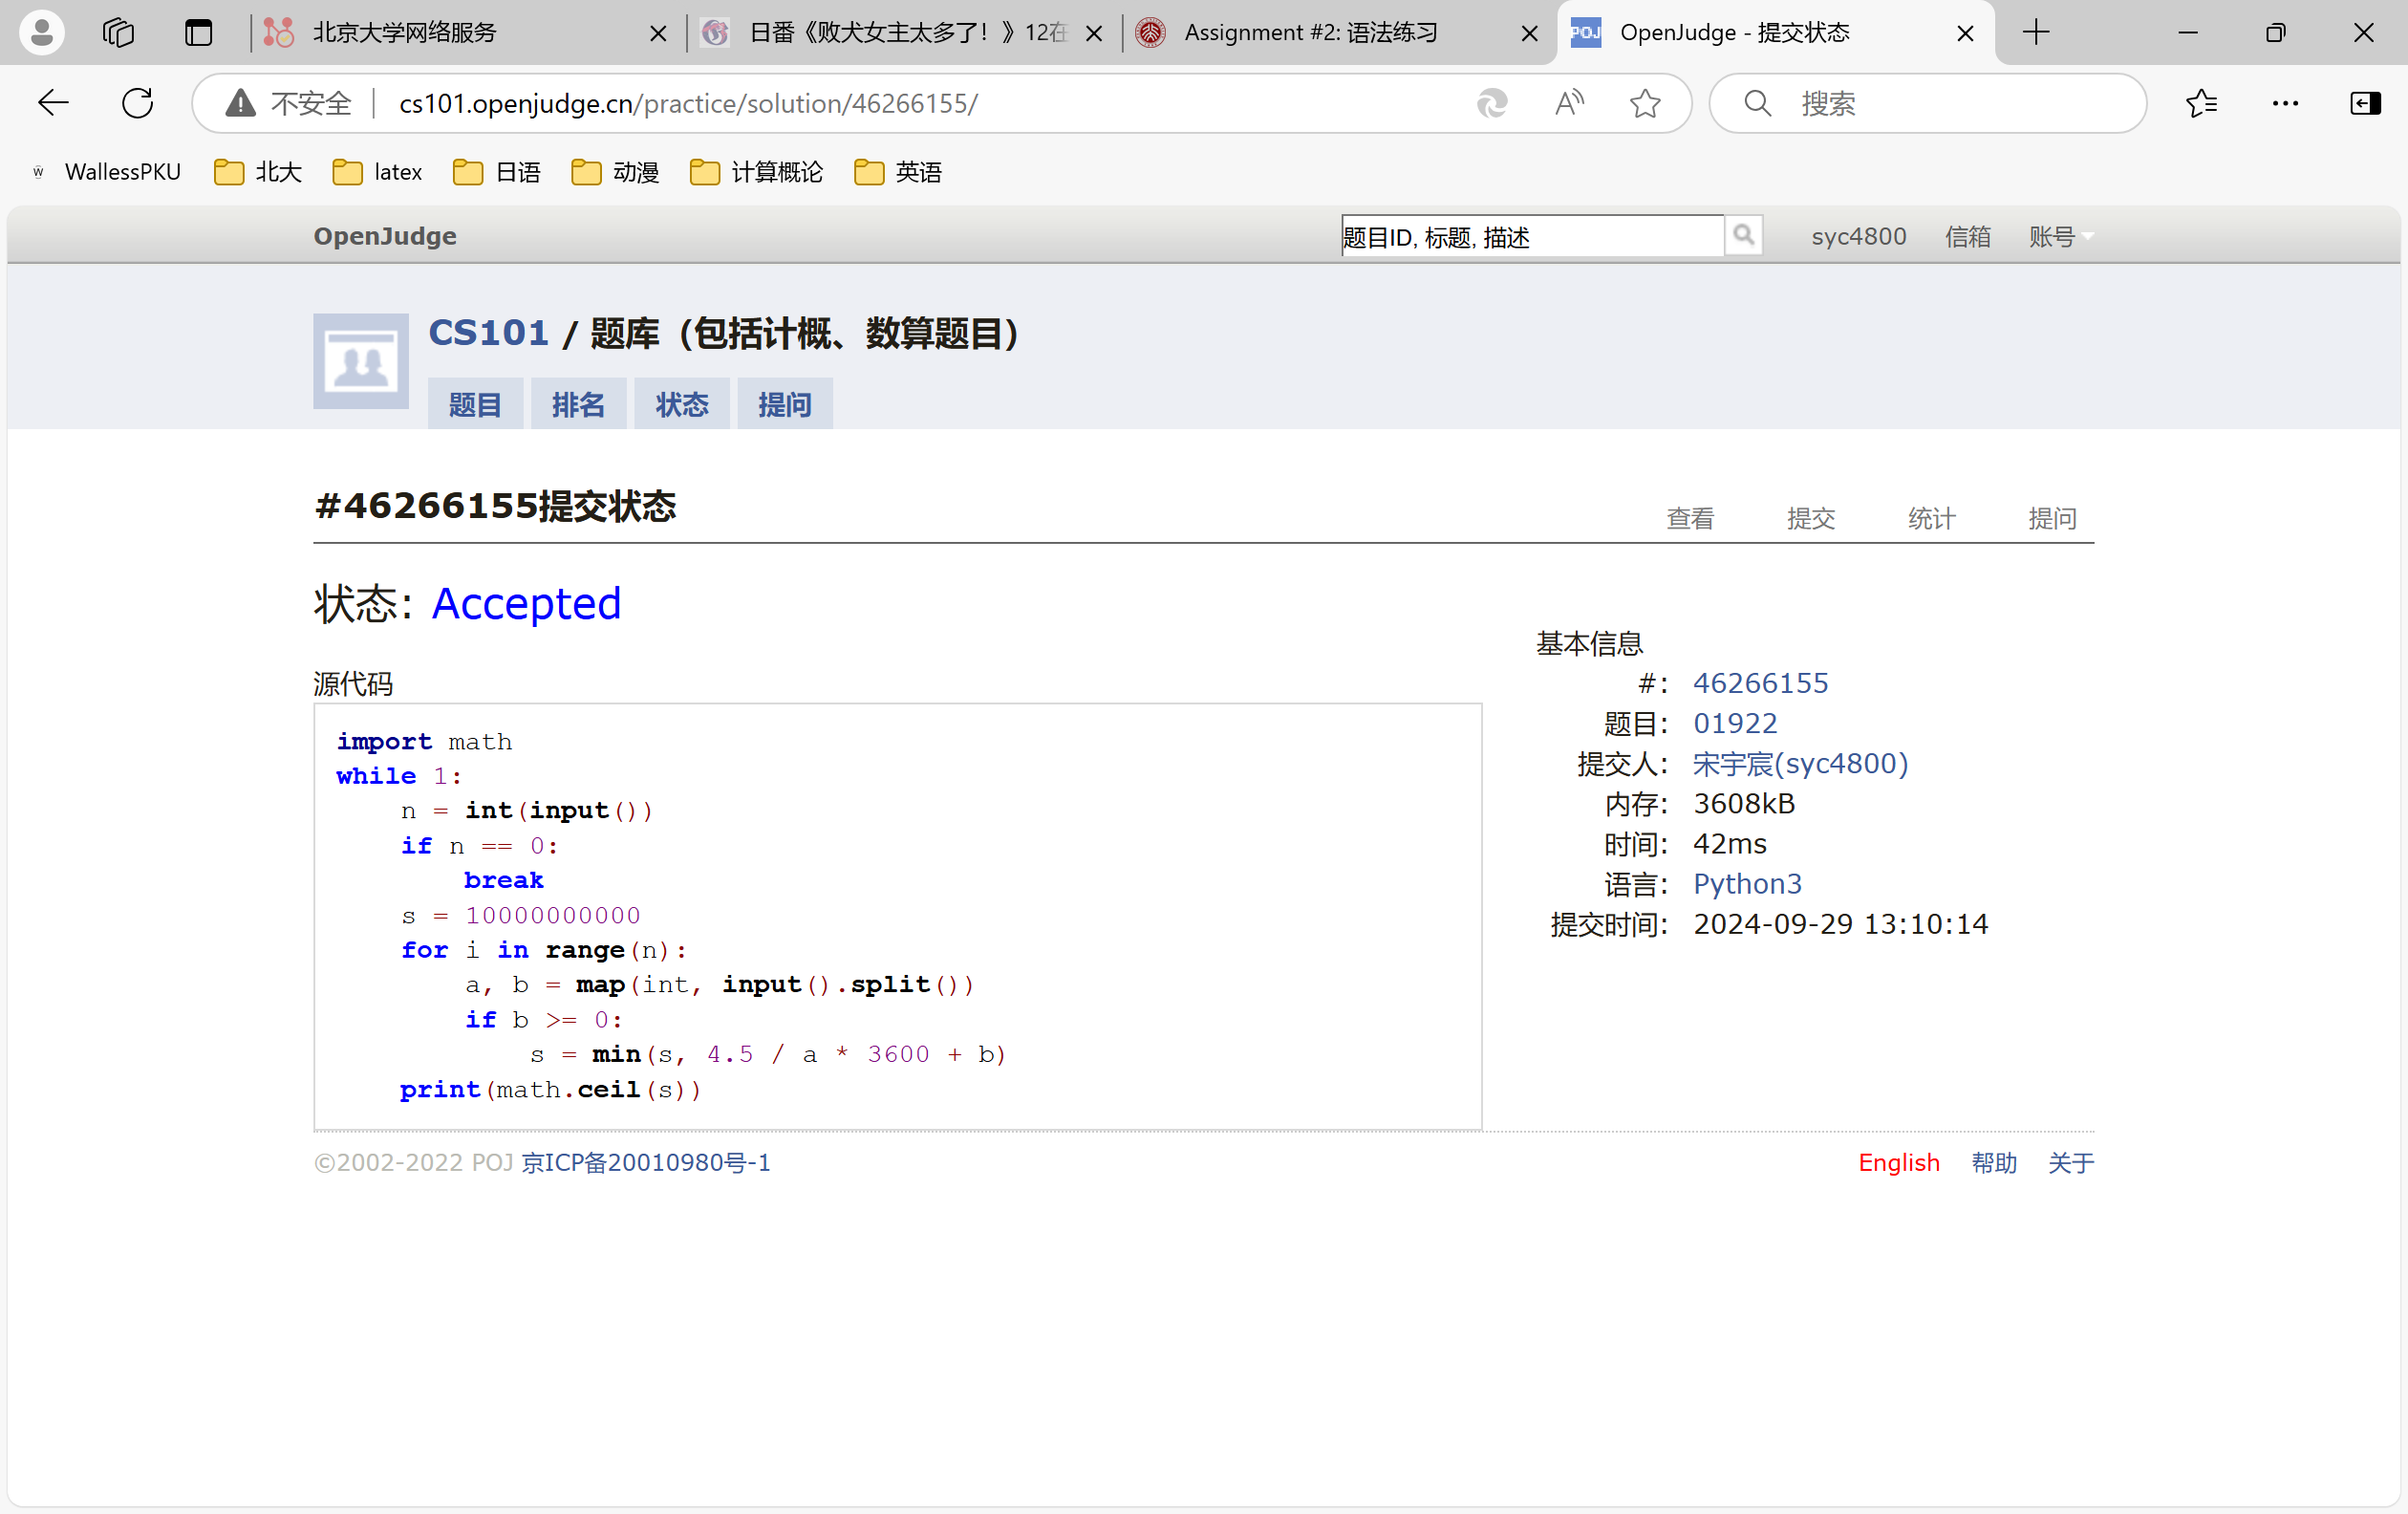 北京大学网络服务
日番《败犬女主太多了！》12在
Assignment #2: 语法练习
POJ
OpenJudge - 提交状态
不安全
cs101.openjudge.cn/practice/solution/46266155/
搜索
W WallessPKU
北大
latex
日语
动漫
计算概论
英语
OpenJudge
题目ID, 标题, 描述
syc4800
信箱
账号
CS101 / 题库（包括计概、数算题目）
题目
排名
状态
提问
#46266155提交状态
查看
提交
统计
提问
状态: Accepted
源代码
import math
while 1:
    n = int(input())
    if n == 0:
        break
    s = 10000000000
    for i in range(n):
        a, b = map(int, input().split())
        if b >= 0:
            s = min(s, 4.5 / a * 3600 + b)
    print(math.ceil(s))
基本信息
#: 46266155
题目: 01922
提交人: 宋宇宸(syc4800)
内存: 3608kB
时间: 42ms
语言: Python3
提交时间: 2024-09-29 13:10:14
©2002-2022 POJ 京ICP备20010980号-1
English
帮助
关于